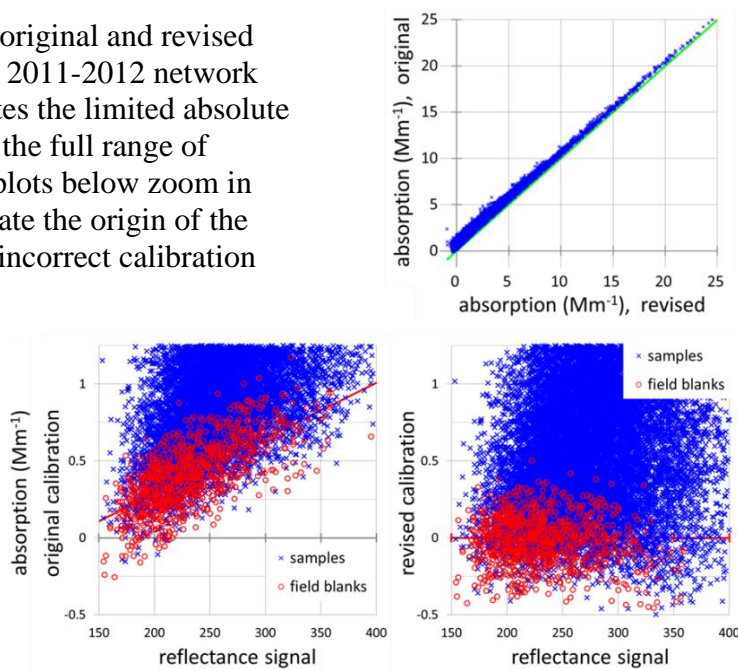 original and revised
2011-2012 network
tes the limited absolute
the full range of
plots below zoom in
ate the origin of the
incorrect calibration
absorption (Mm-1), original
25
20
15
10
5
0
0 5 10 15 20 25
absorption (Mm-1), revised
absorption (Mm-1)
original calibration
1
0.5
0
-0.5
× samples
○ field blanks
150 200 250 300 350 400
reflectance signal
revised calibration
1
0.5
0
-0.5
× samples
○ field blanks
150 200 250 300 350 400
reflectance signal